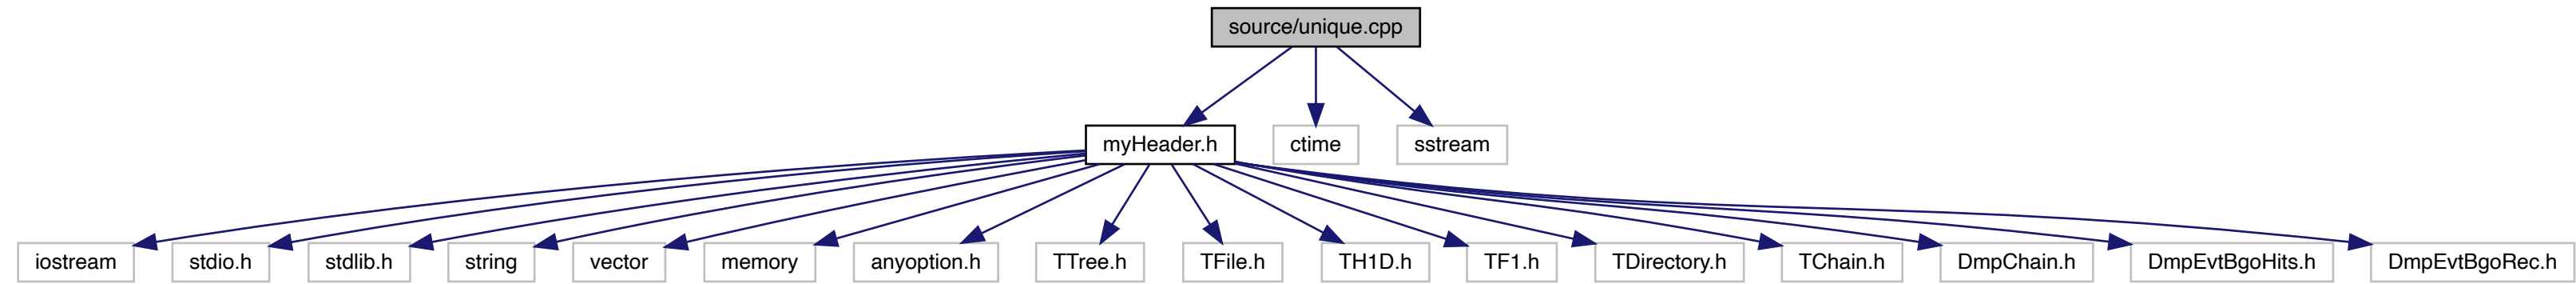 source/unique.cpp
myHeader.h
ctime
sstream
iostream
stdio.h
stdlib.h
string
vector
memory
anyoption.h
TTree.h
TFile.h
TH1D.h
TF1.h
TDirectory.h
TChain.h
DmpChain.h
DmpEvtBgoHits.h
DmpEvtBgoRec.h